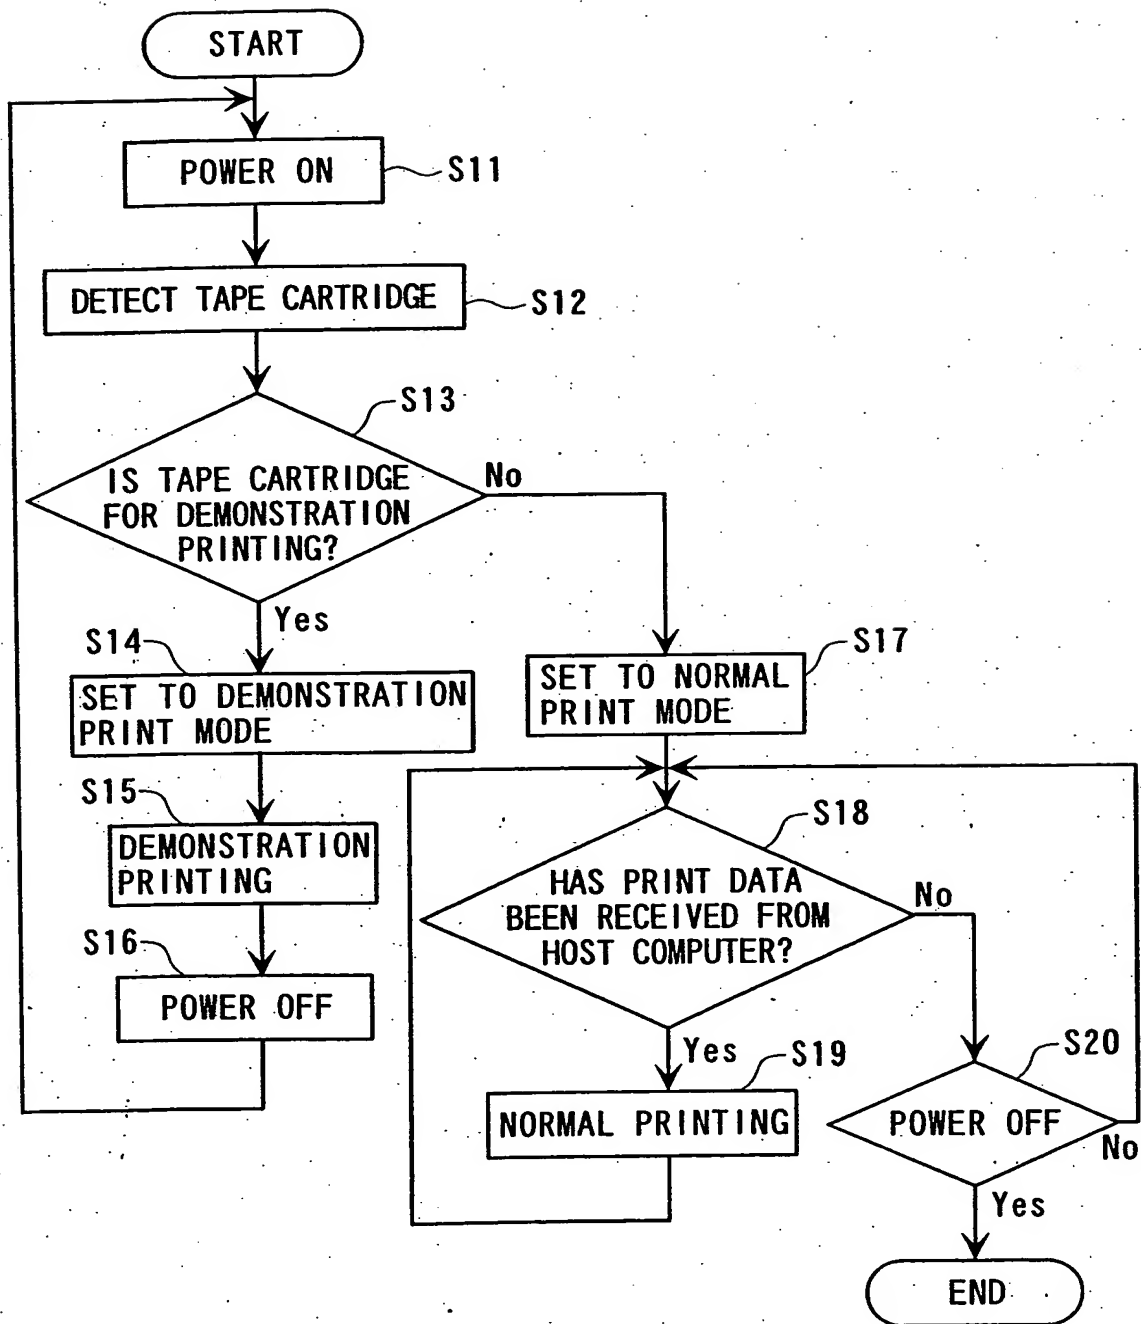 START
POWER ON
S11
DETECT TAPE CARTRIDGE
S12
S13
IS TAPE CARTRIDGE
FOR DEMONSTRATION
PRINTING?
No
Yes
S14
SET TO DEMONSTRATION
PRINT MODE
S17
SET TO NORMAL
PRINT MODE
S15
DEMONSTRATION
PRINTING
S16
POWER OFF
S18
HAS PRINT DATA
BEEN RECEIVED FROM
HOST COMPUTER?
No
Yes
S19
NORMAL PRINTING
S20
POWER OFF
No
Yes
END